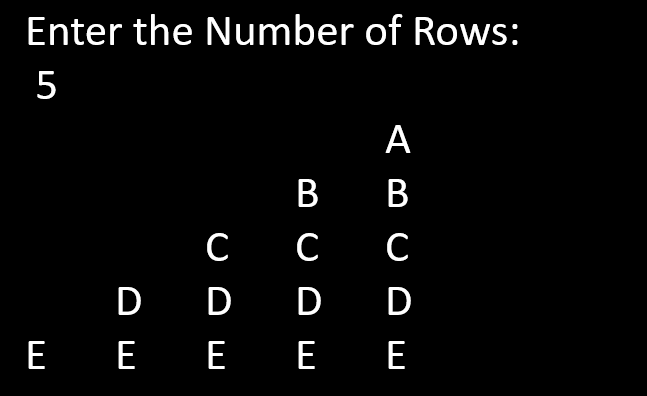 Enter the Number of Rows:
5
A
B B
C C C
D D D D
E E E E E